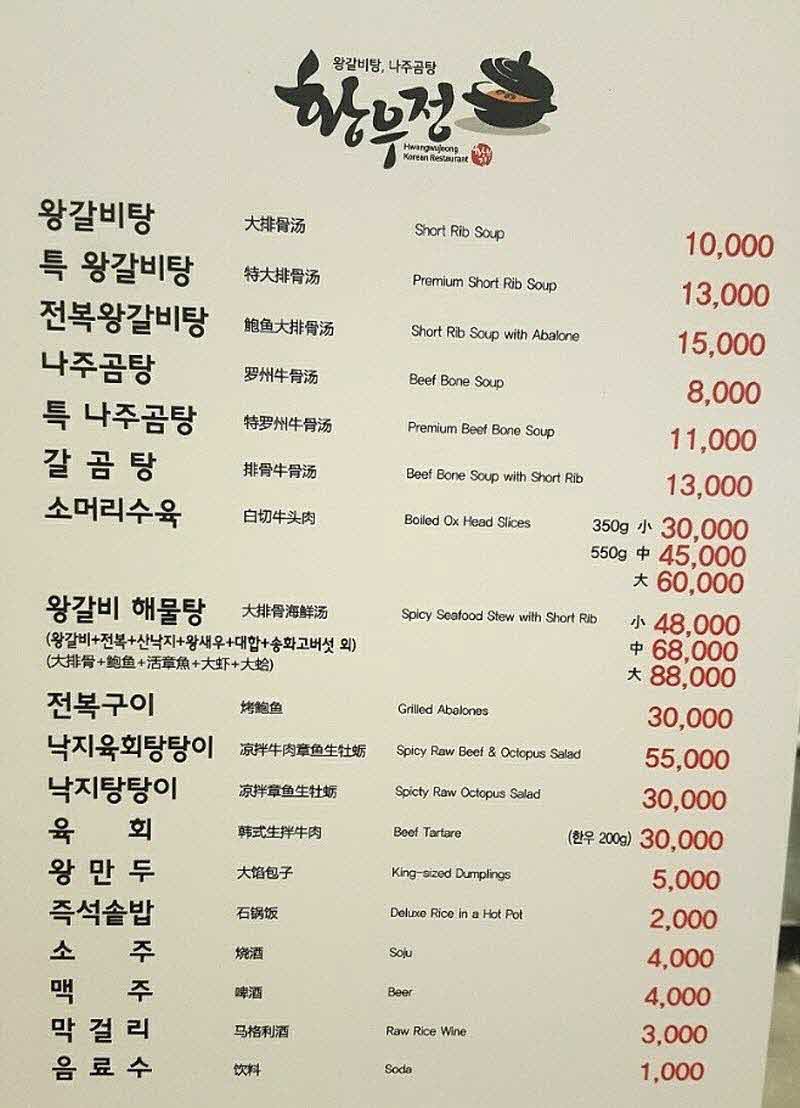 왕갈비탕, 나주곰탕
황우정
Hwangwujeong
Korean Restaurant
왕갈비탕 大排骨汤 Short Rib Soup 10,000
특 왕갈비탕 特大排骨汤 Premium Short Rib Soup 13,000
전복왕갈비탕 鲍鱼大排骨汤 Short Rib Soup with Abalone 15,000
나주곰탕 罗州牛骨汤 Beef Bone Soup 8,000
특 나주곰탕 特罗州牛骨汤 Premium Beef Bone Soup 11,000
갈 곰 탕 排骨牛骨汤 Beef Bone Soup with Short Rib 13,000
소머리수육 白切牛头肉 Boiled Ox Head Slices 350g 小 30,000
550g 中 45,000
大 60,000
왕갈비 해물탕 大排骨海鲜汤 Spicy Seafood Stew with Short Rib 小 48,000
(왕갈비+전복+산낙지+왕새우+대합+송화고버섯 외) 中 68,000
(大排骨+鲍鱼+活章魚+大虾+大蛤) 大 88,000
전복구이 烤鲍鱼 Grilled Abalones 30,000
낙지육회탕탕이 凉拌牛肉章鱼生牡蛎 Spicy Raw Beef & Octopus Salad 55,000
낙지탕탕이 凉拌章鱼生牡蛎 Spicty Raw Octopus Salad 30,000
육 회 韩式生拌牛肉 Beef Tartare (한우 200g) 30,000
왕 만 두 大馅包子 King-sized Dumplings 5,000
즉석솥밥 石锅饭 Deluxe Rice in a Hot Pot 2,000
소 주 烧酒 Soju 4,000
맥 주 啤酒 Beer 4,000
막 걸 리 马格利酒 Raw Rice Wine 3,000
음 료 수 饮料 Soda 1,000